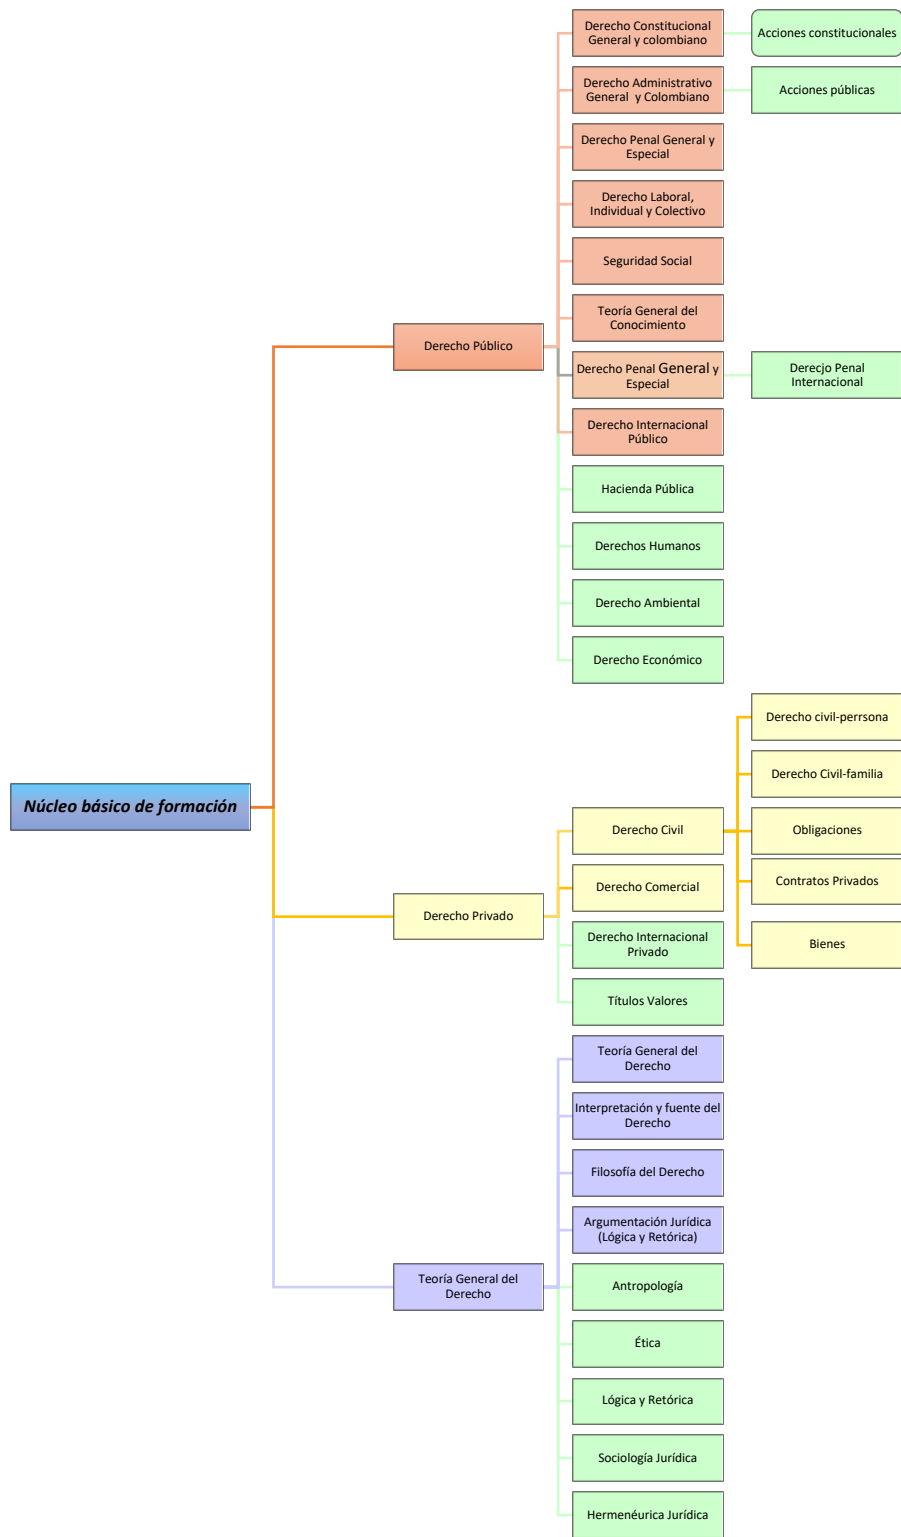 Derecho Constitucional
General y colombiano
Acciones constitucionales
Derecho Administrativo
General y Colombiano
Acciones públicas
Derecho Penal General y
Especial
Derecho Laboral,
Individual y Colectivo
Seguridad Social
Teoría General del
Conocimiento
Derecho Público
Derecho Penal General y
Especial
Derecjo Penal
Internacional
Derecho Internacional
Público
Hacienda Pública
Derechos Humanos
Derecho Ambiental
Derecho Económico
Núcleo básico de formación
Derecho Privado
Derecho Civil
Derecho civil-perrsona
Derecho Civil-familia
Obligaciones
Contratos Privados
Bienes
Derecho Comercial
Derecho Internacional
Privado
Títulos Valores
Teoría General del
Derecho
Teoría General del
Derecho
Interpretación y fuente del
Derecho
Filosofía del Derecho
Argumentación Jurídica
(Lógica y Retórica)
Antropología
Ética
Lógica y Retórica
Sociología Jurídica
Hermenéurica Jurídica